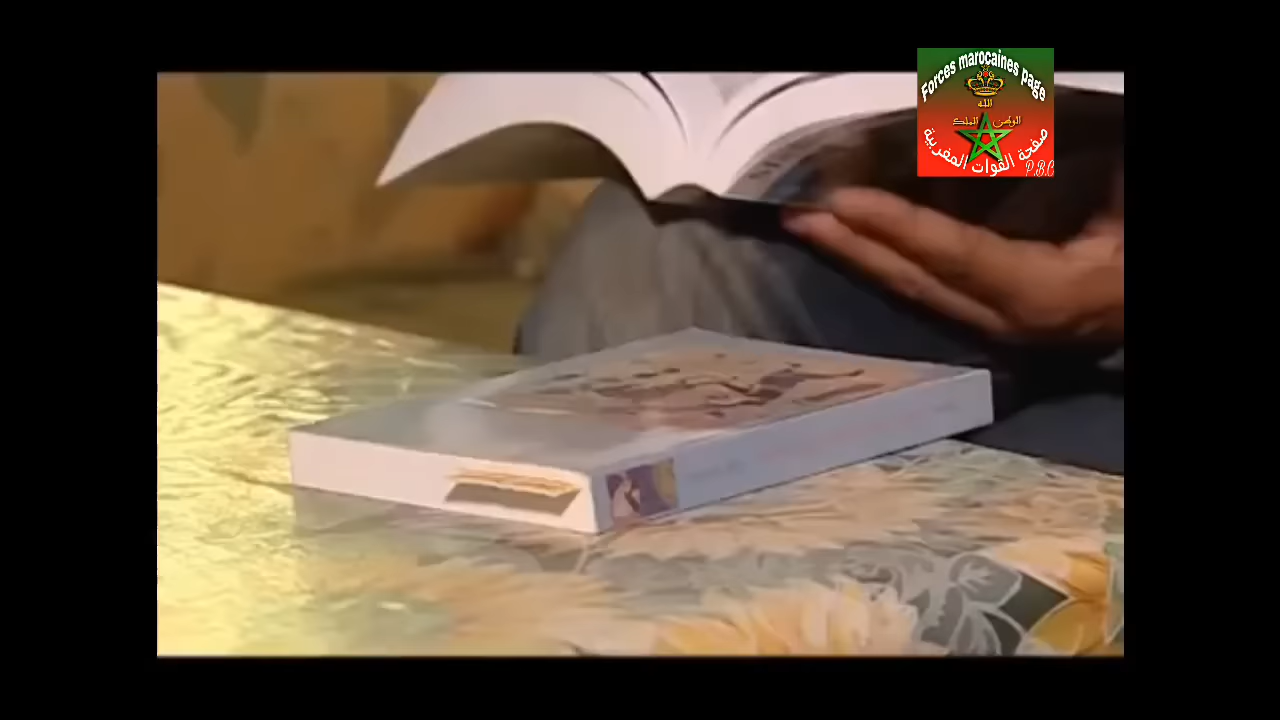 Forces marocaines page
الله
الوطن الملك
صفحة القوات المغربية
P.B.C